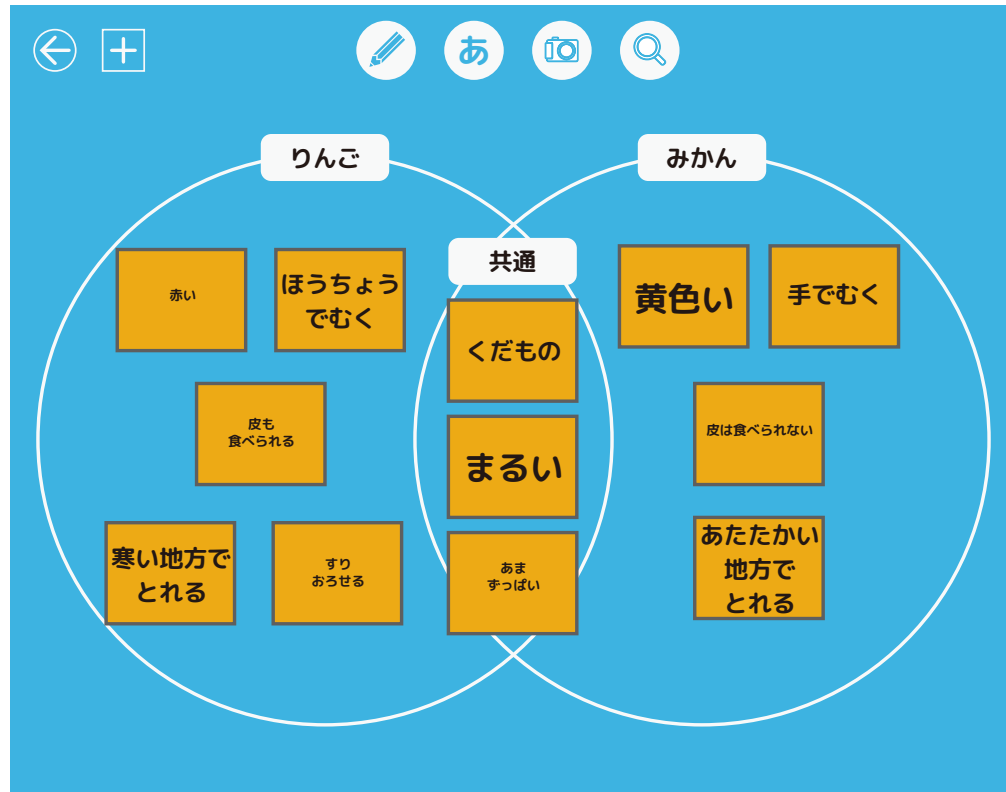 あ
りんご
みかん
共通
赤い
ほうちょう
でむく
皮も
食べられる
寒い地方で
とれる
すり
おろせる
くだもの
まるい
あま
ずっぱい
黄色い
手でむく
皮は食べられない
あたたかい
地方で
とれる